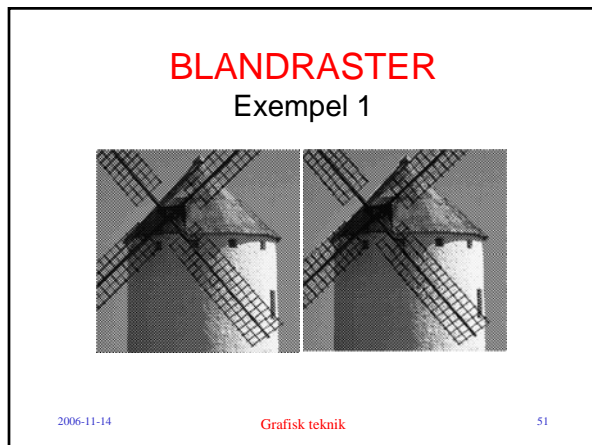 BLANDRASTER
Exempel 1
2006-11-14
Grafisk teknik
51